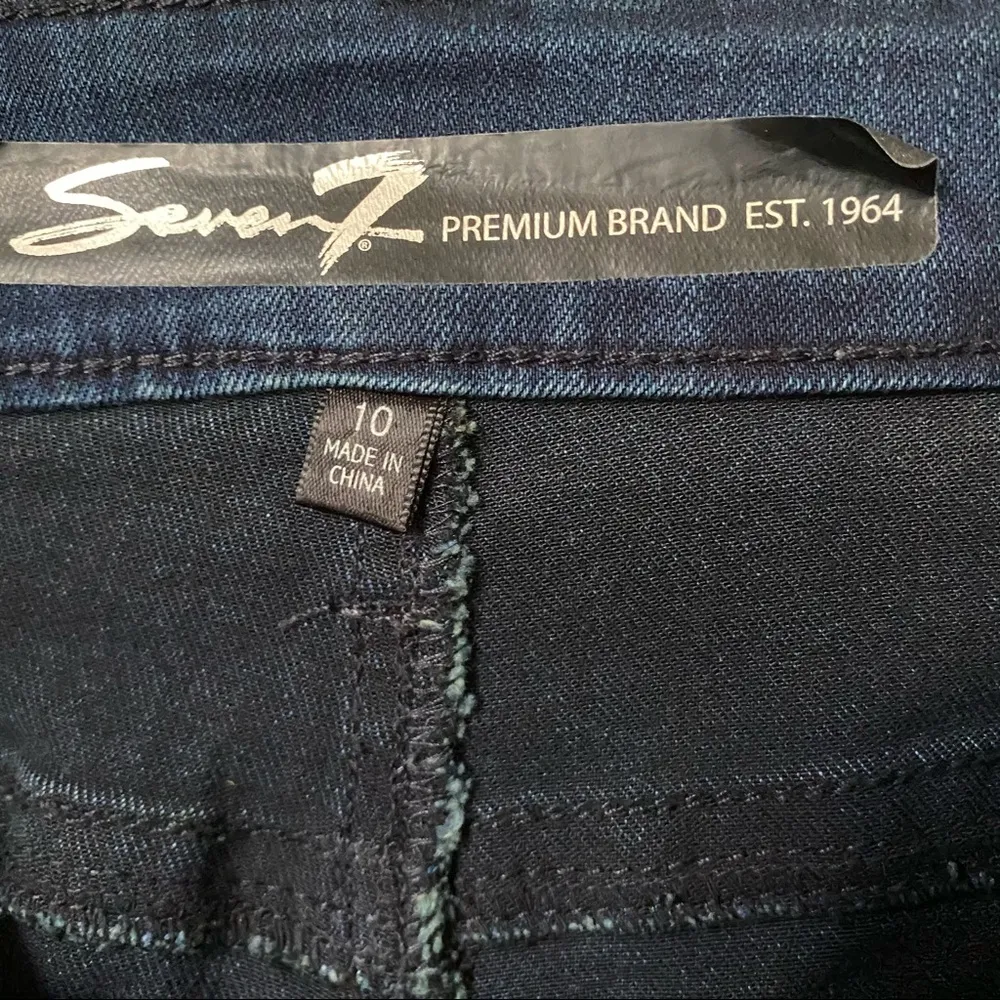 Seven7® PREMIUM BRAND EST. 1964
10
MADE IN
CHINA